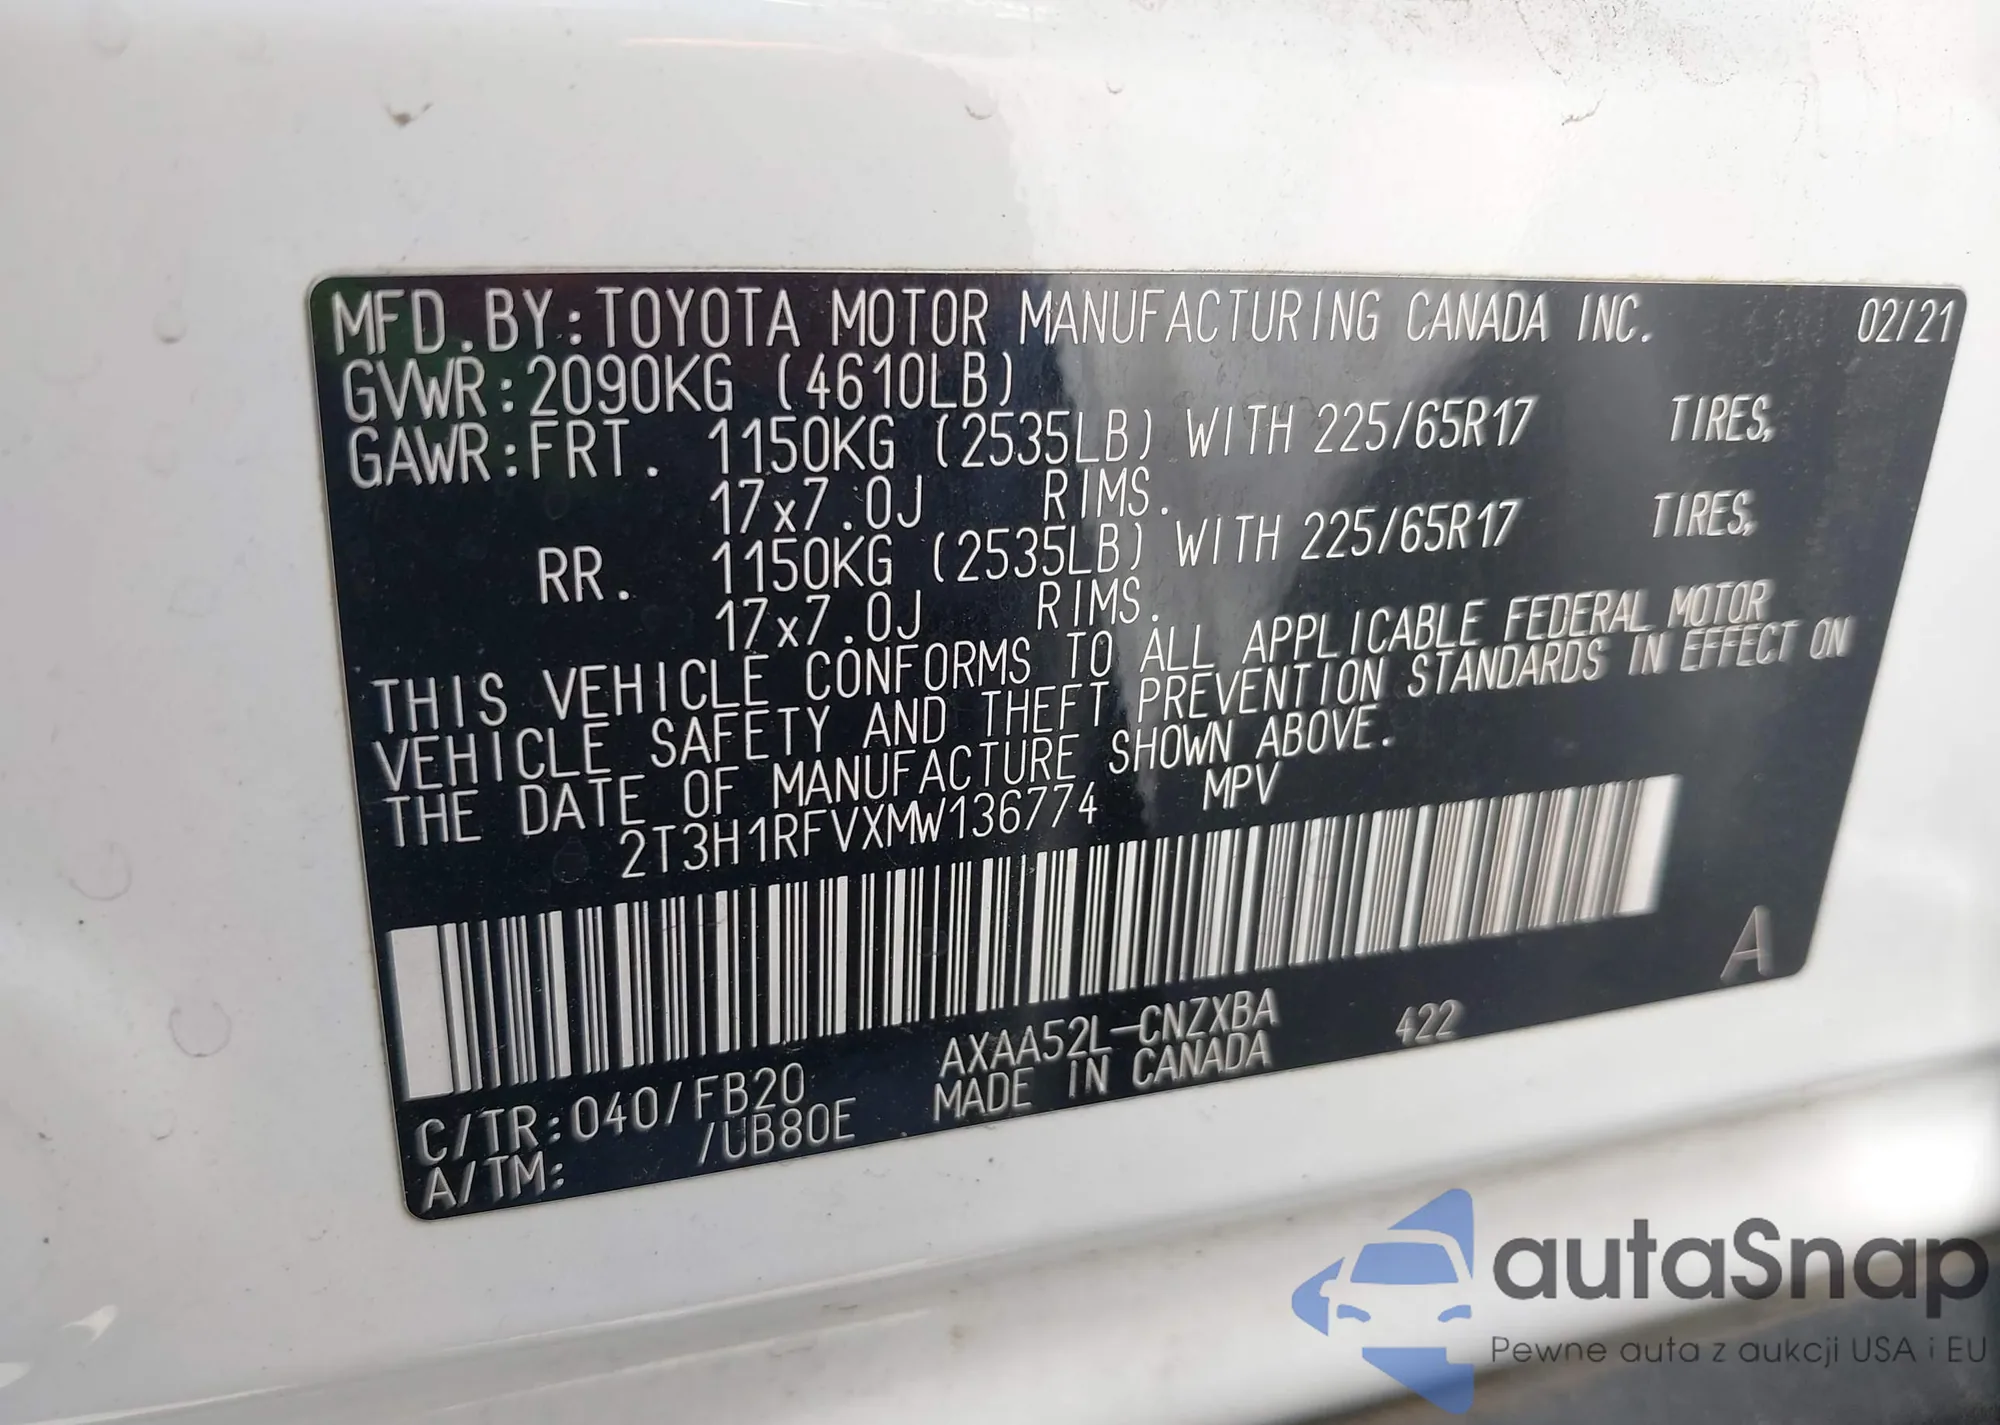 MFD. BY: TOYOTA MOTOR MANUFACTURING CANADA INC. 02/21
GVWR: 2090KG (4610LB)
GAWR: FRT. 1150KG (2535LB) WITH 225/65R17 TIRES,
17x7.0J RIMS.
RR. 1150KG (2535LB) WITH 225/65R17 TIRES,
17x7.0J RIMS.
THIS VEHICLE CONFORMS TO ALL APPLICABLE FEDERAL MOTOR
VEHICLE SAFETY AND THEFT PREVENTION STANDARDS IN EFFECT ON
THE DATE OF MANUFACTURE SHOWN ABOVE.
2T3H1RFVXMW136774 MPV
A
C/TR: 040/FB20 AXAA52L-CNZXBA 422
A/TM: /UB80E MADE IN CANADA
autaSnap
Pewne auta z aukcji USA i EU